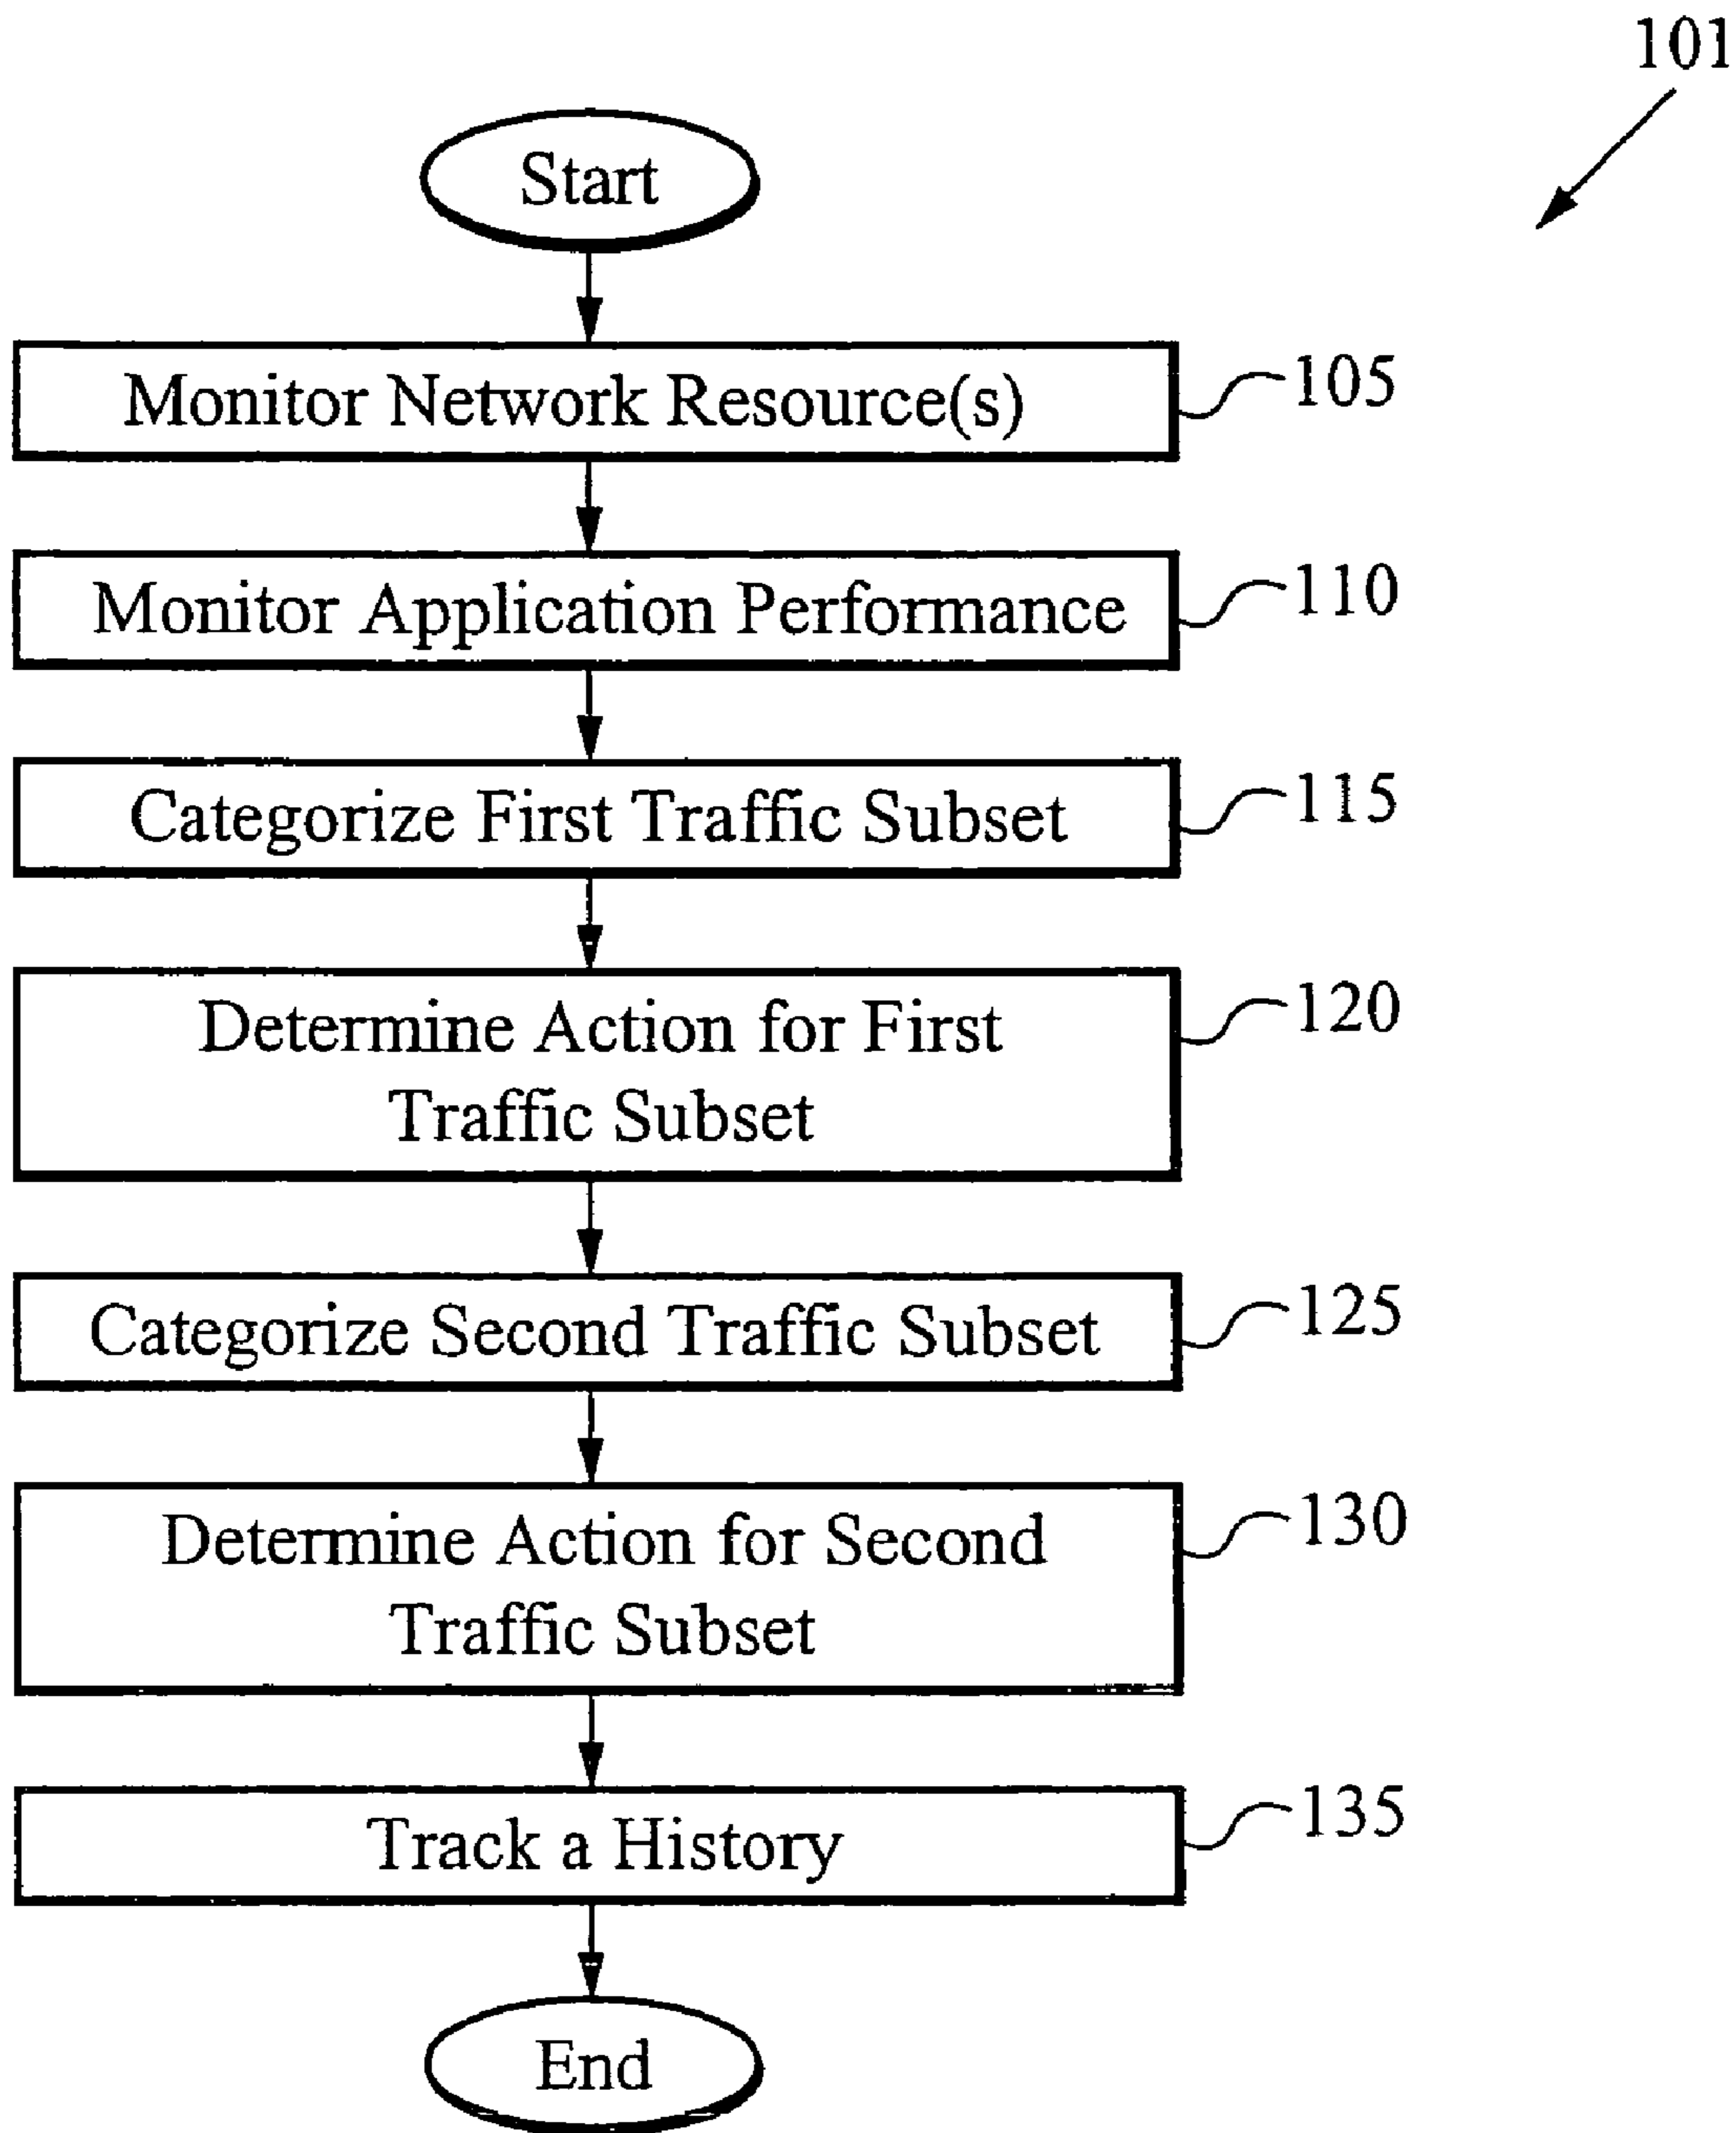 101
Start
Monitor Network Resource(s)
105
Monitor Application Performance
110
Categorize First Traffic Subset
115
Determine Action for First
Traffic Subset
120
Categorize Second Traffic Subset
125
Determine Action for Second
Traffic Subset
130
Track a History
135
End